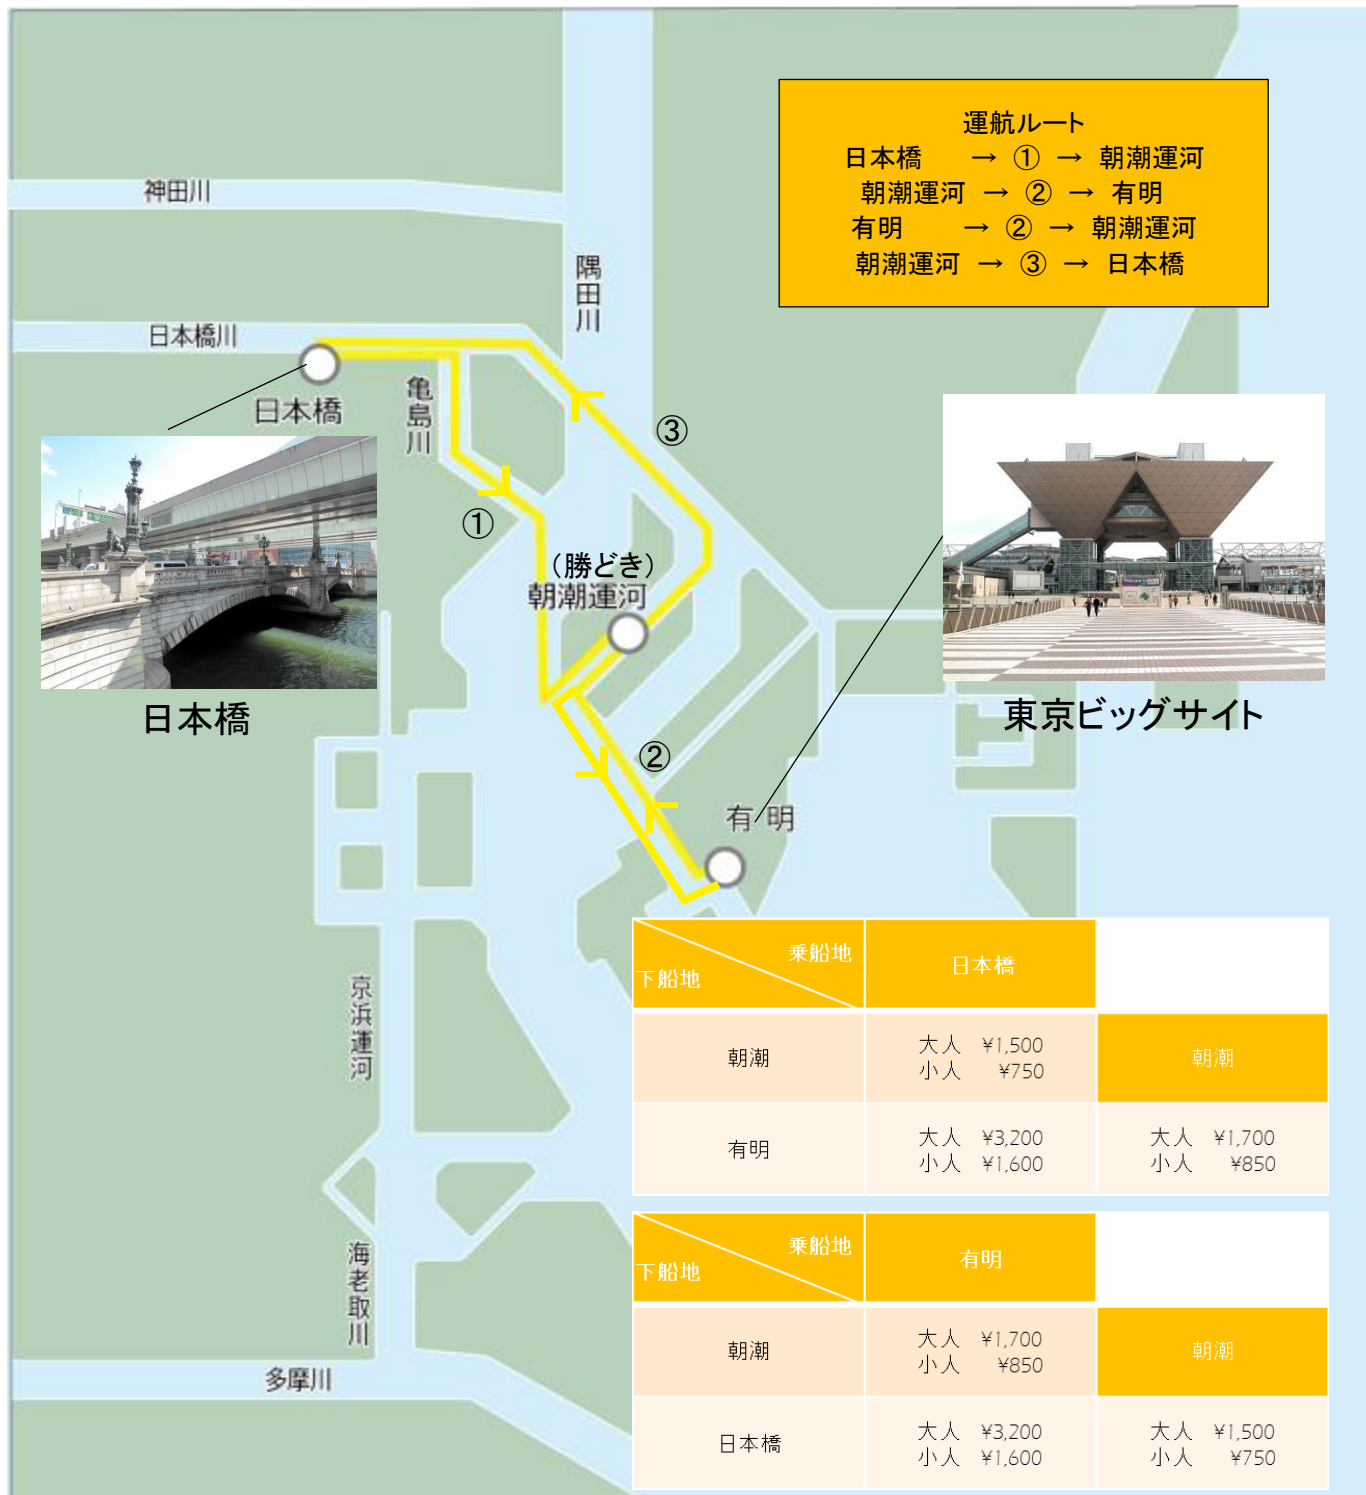 運航ルート
日本橋 → ① → 朝潮運河
朝潮運河 → ② → 有明
有明 → ② → 朝潮運河
朝潮運河 → ③ → 日本橋
神田川
隅田川
日本橋川
日本橋
亀島川
③
①
(勝どき)
朝潮運河
日本橋
東京ビッグサイト
②
有明
京浜運河
海老取川
多摩川
乗船地
下船地
日本橋
朝潮
大人 ¥1,500
小人 ¥750
朝潮
有明
大人 ¥3,200
小人 ¥1,600
大人 ¥1,700
小人 ¥850
乗船地
下船地
有明
朝潮
大人 ¥1,700
小人 ¥850
朝潮
日本橋
大人 ¥3,200
小人 ¥1,600
大人 ¥1,500
小人 ¥750